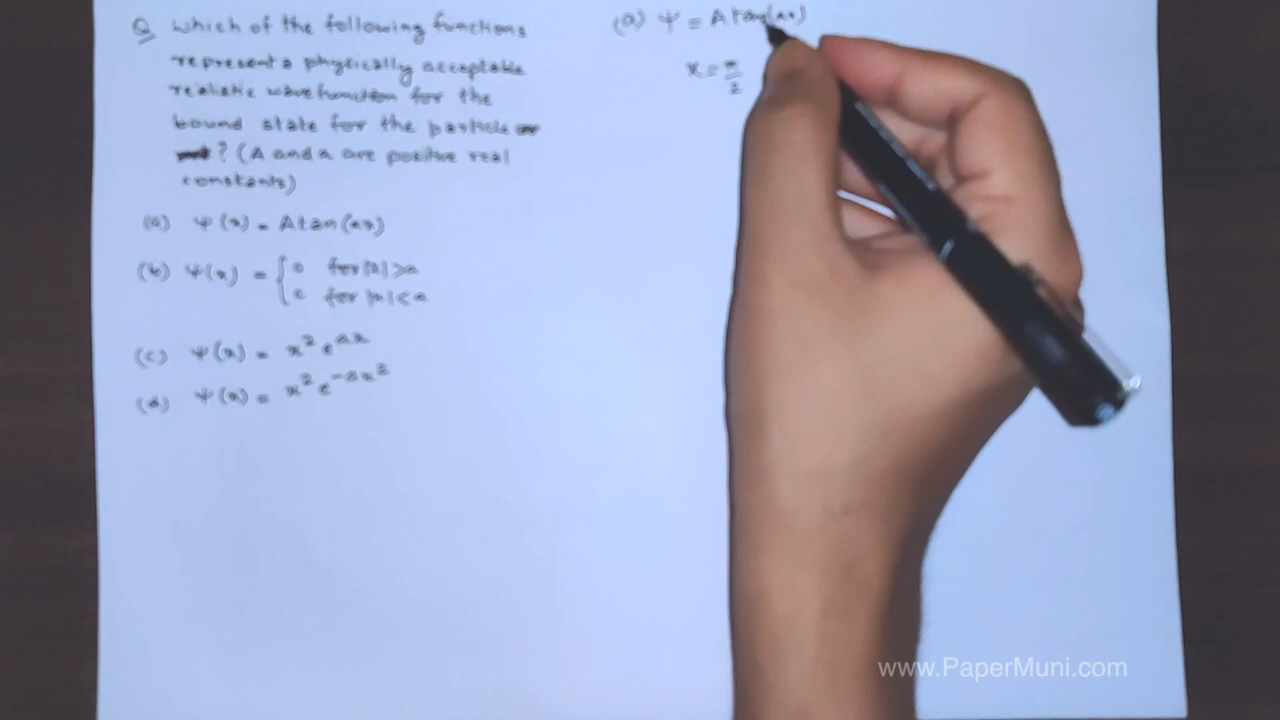 Q Which of the following functions
represent a physically acceptable
realistic wavefunction for the
bound state for the particle
? (A and a are positive real
constants)
(a) ψ(x) = A tan(ax)
(b) ψ(x) = { 0 for |x| > a
c for |x| < a
(c) ψ(x) = x² e^ax
(d) ψ(x) = x² e^-ax²
(a) ψ = A tan(ax)
x = π/2
www.PaperMuni.com